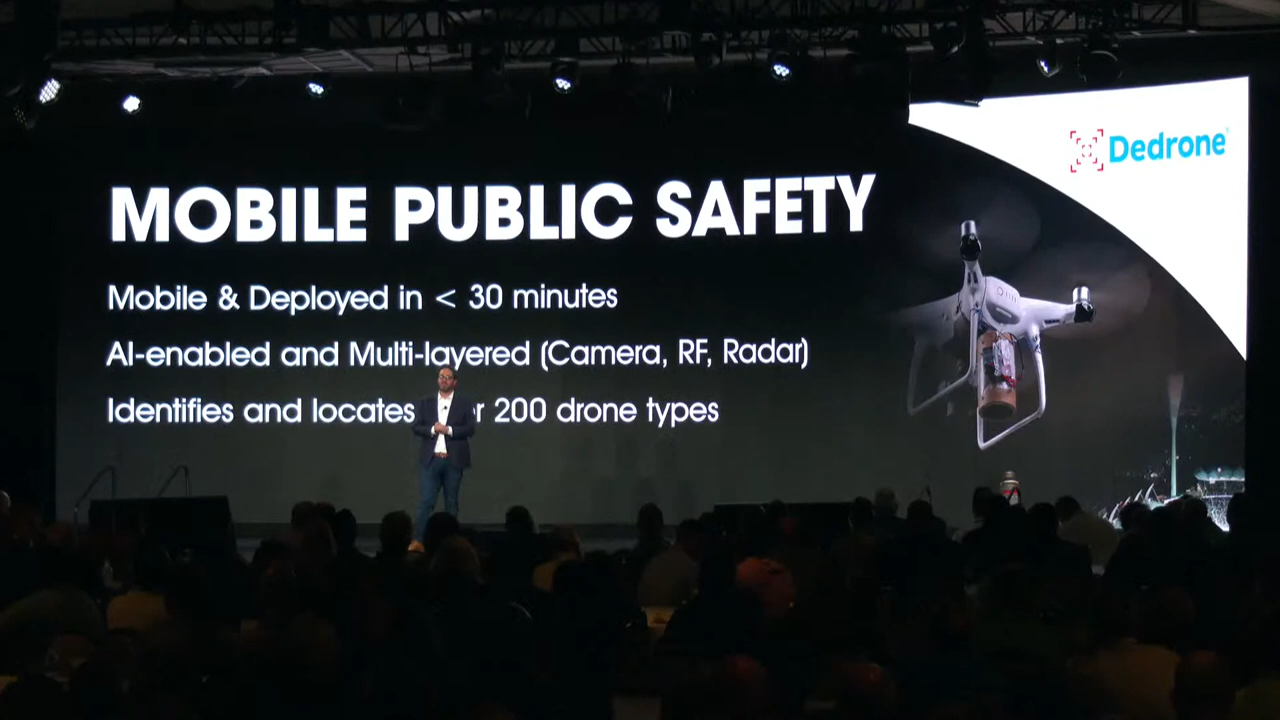 Dedrone
MOBILE PUBLIC SAFETY
Mobile & Deployed in < 30 minutes
AI-enabled and Multi-layered (Camera, RF, Radar)
Identifies and locates r 200 drone types